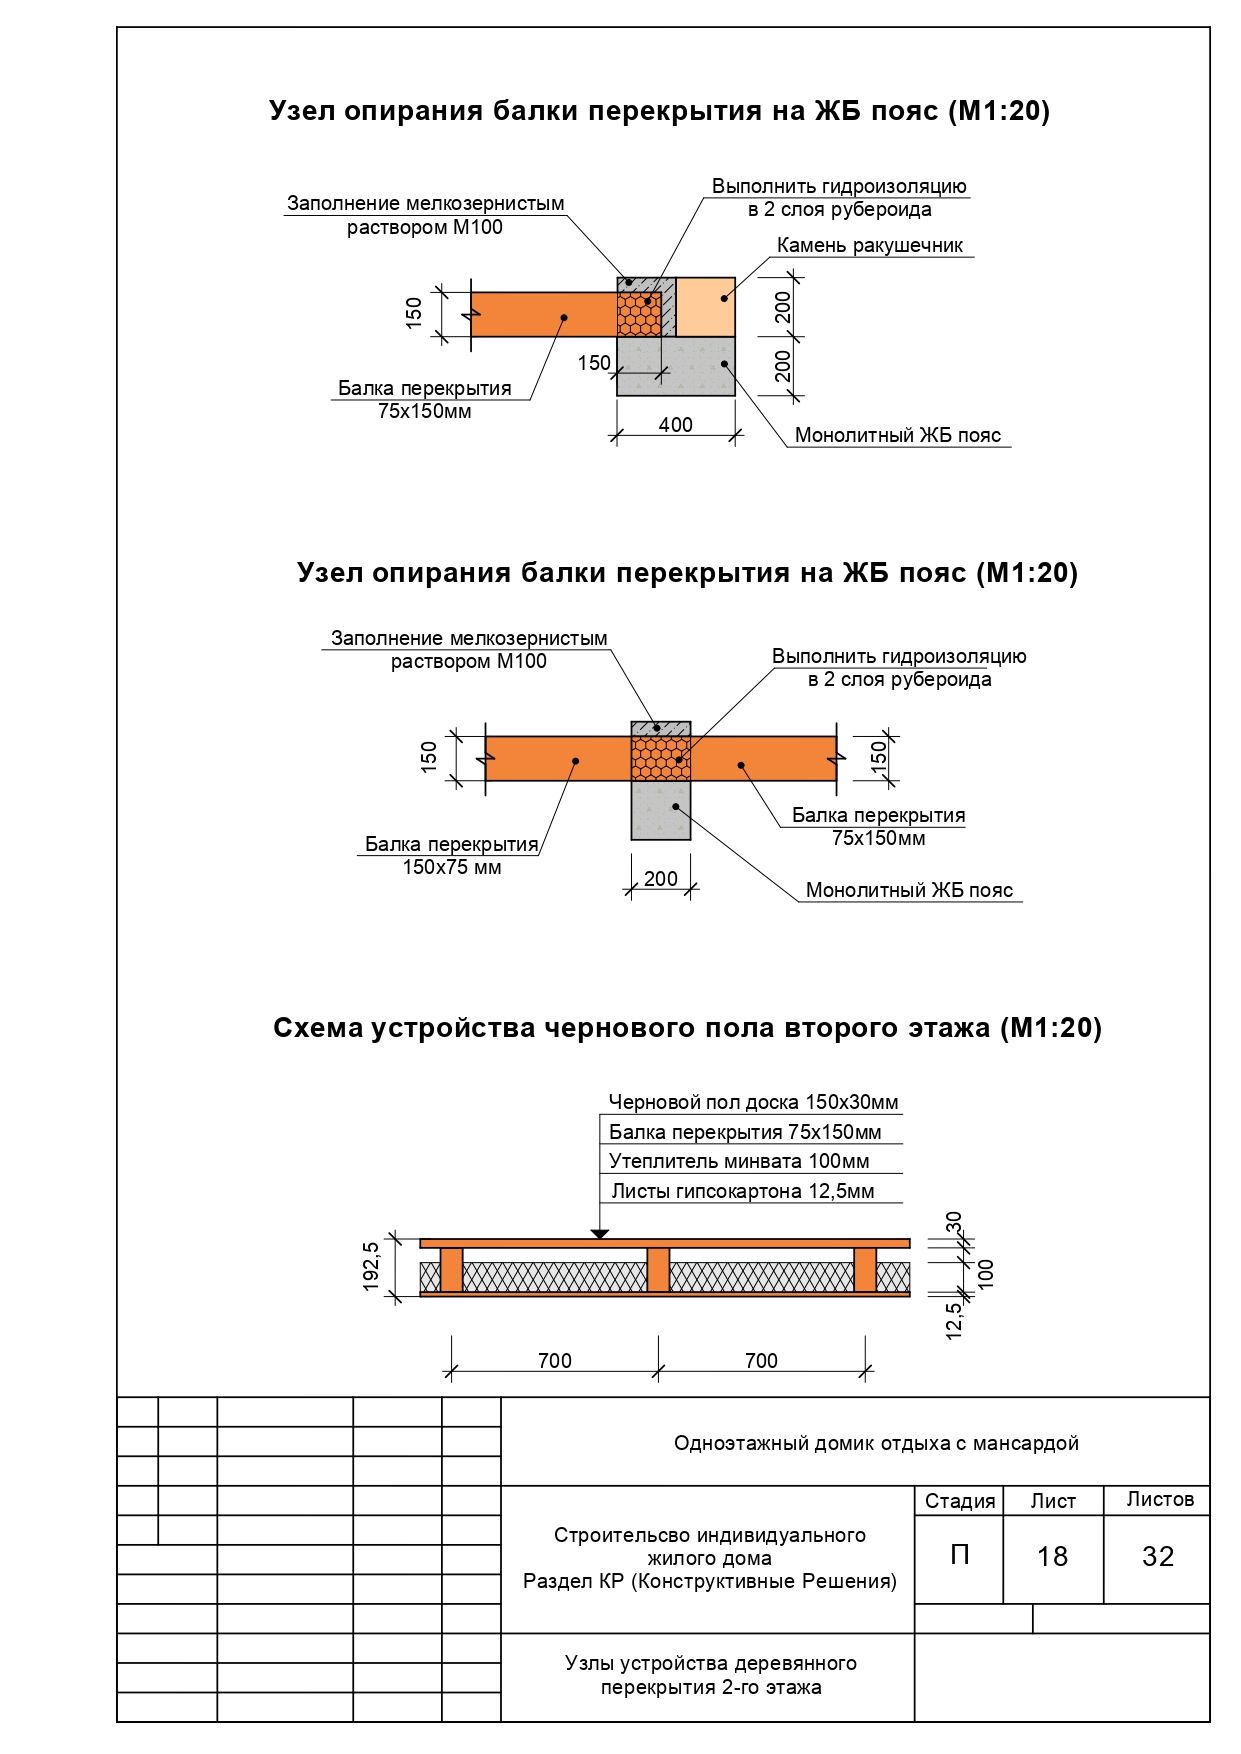 Узел опирания балки перекрытия на ЖБ пояс (М1:20)
Выполнить гидроизоляцию
в 2 слоя рубероида
Заполнение мелкозернистым
раствором М100
Камень ракушечник
150
200
200
150
Балка перекрытия
75х150мм
400
Монолитный ЖБ пояс
Узел опирания балки перекрытия на ЖБ пояс (М1:20)
Заполнение мелкозернистым
раствором М100
Выполнить гидроизоляцию
в 2 слоя рубероида
150
150
Балка перекрытия
75х150мм
Балка перекрытия
150х75 мм
200
Монолитный ЖБ пояс
Схема устройства чернового пола второго этажа (М1:20)
Черновой пол доска 150х30мм
Балка перекрытия 75х150мм
Утеплитель минвата 100мм
Листы гипсокартона 12,5мм
192,5
30
100
12,5
700
700
Одноэтажный домик отдыха с мансардой
Стадия
Лист
Листов
Строительсво индивидуального
жилого дома
Раздел КР (Конструктивные Решения)
П
18
32
Узлы устройства деревянного
перекрытия 2-го этажа